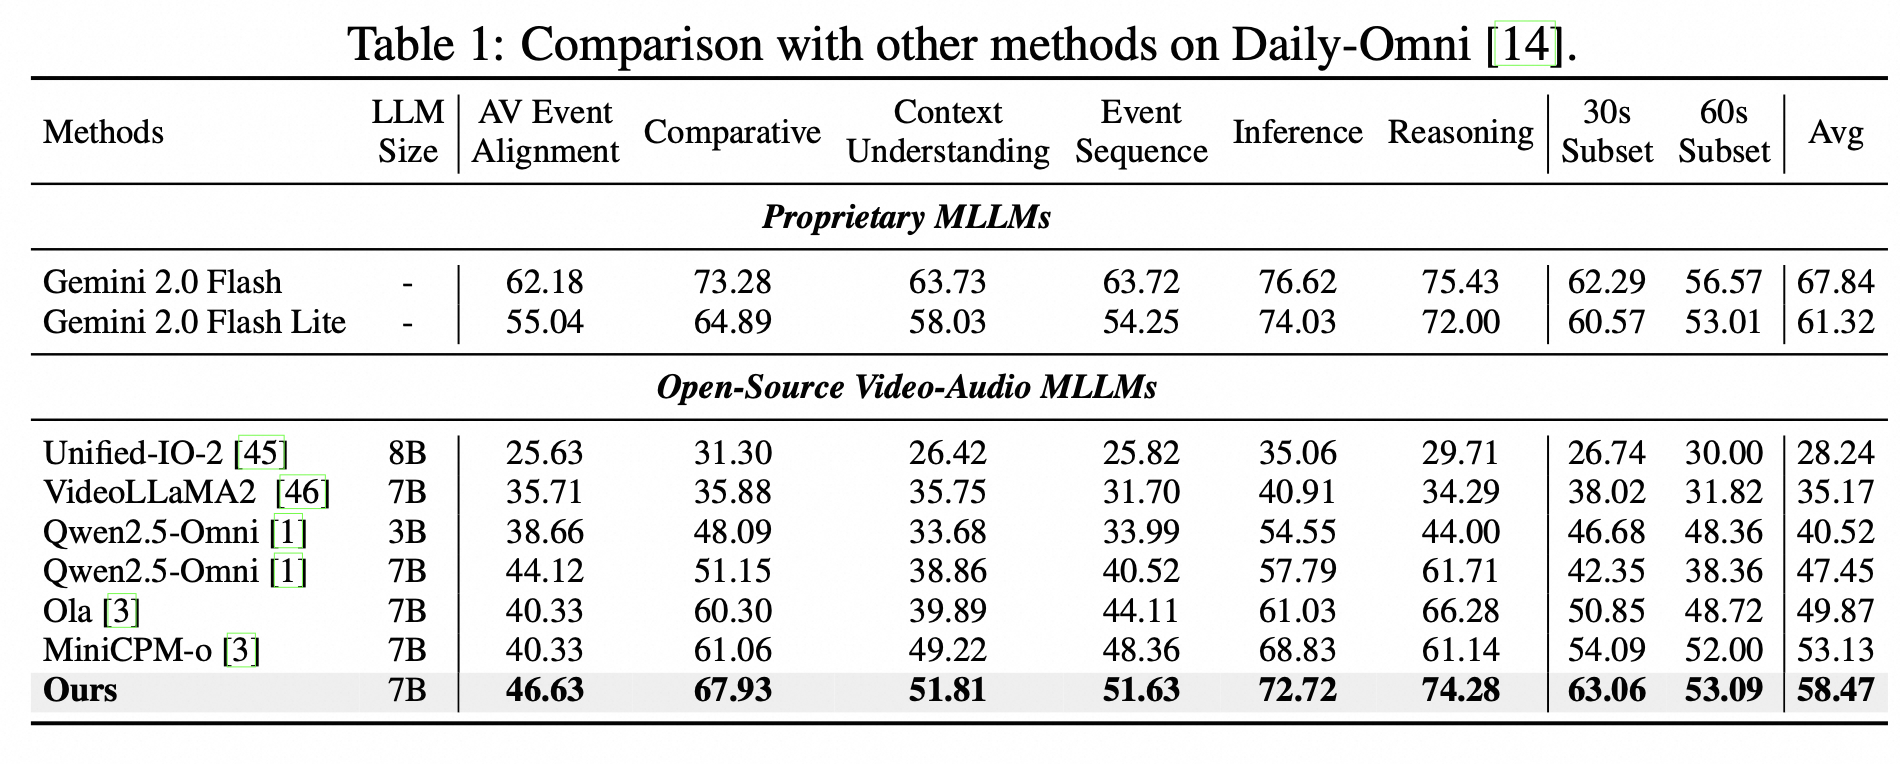 Table 1: Comparison with other methods on Daily-Omni [14].
Methods LLM Size AV Event Alignment Comparative Context Understanding Event Sequence Inference Reasoning 30s Subset 60s Subset Avg
Proprietary MLLMs
Gemini 2.0 Flash - 62.18 73.28 63.73 63.72 76.62 75.43 62.29 56.57 67.84
Gemini 2.0 Flash Lite - 55.04 64.89 58.03 54.25 74.03 72.00 60.57 53.01 61.32
Open-Source Video-Audio MLLMs
Unified-IO-2 [45] 8B 25.63 31.30 26.42 25.82 35.06 29.71 26.74 30.00 28.24
VideoLLaMA2 [46] 7B 35.71 35.88 35.75 31.70 40.91 34.29 38.02 31.82 35.17
Qwen2.5-Omni [1] 3B 38.66 48.09 33.68 33.99 54.55 44.00 46.68 48.36 40.52
Qwen2.5-Omni [1] 7B 44.12 51.15 38.86 40.52 57.79 61.71 42.35 38.36 47.45
Ola [3] 7B 40.33 60.30 39.89 44.11 61.03 66.28 50.85 48.72 49.87
MiniCPM-o [3] 7B 40.33 61.06 49.22 48.36 68.83 61.14 54.09 52.00 53.13
Ours 7B 46.63 67.93 51.81 51.63 72.72 74.28 63.06 53.09 58.47